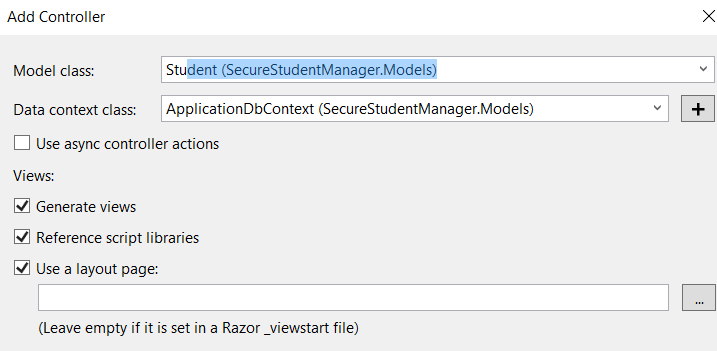 Add Controller
Model class: Student (SecureStudentManager.Models)
Data context class: ApplicationDbContext (SecureStudentManager.Models) +
Use async controller actions
Views:
Generate views
Reference script libraries
Use a layout page:
...
(Leave empty if it is set in a Razor _viewstart file)